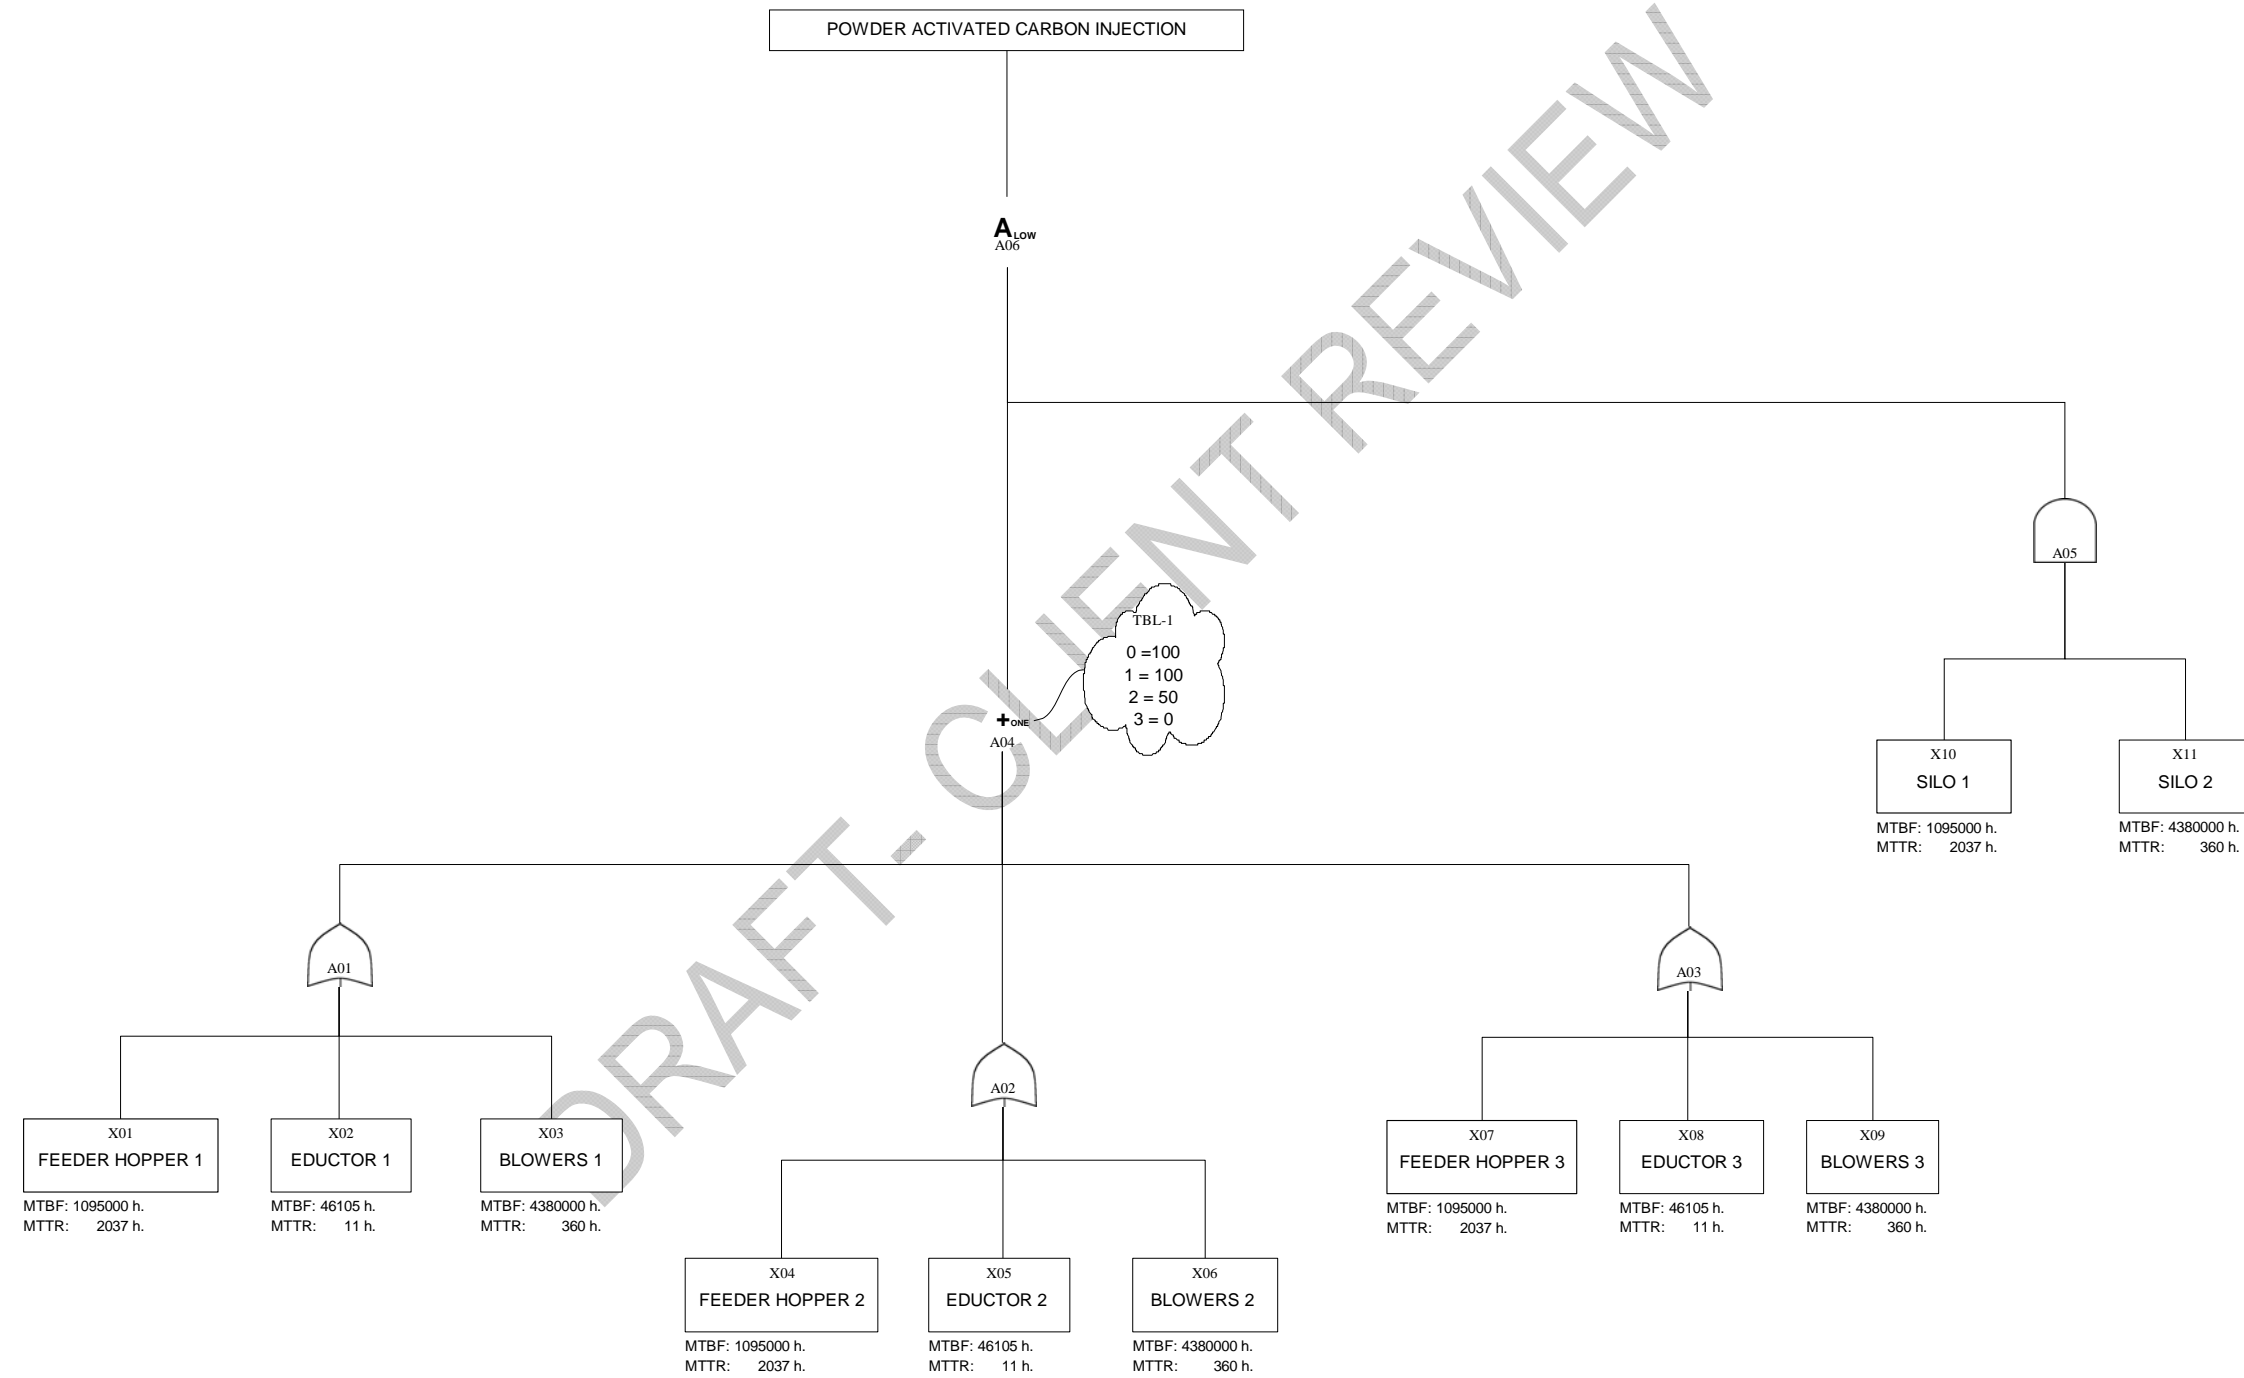 POWDER ACTIVATED CARBON INJECTION
A LOW
A06
A05
TBL-1
0 =100
1 = 100
2 = 50
3 = 0
+ ONE
A04
X10
SILO 1
MTBF: 1095000 h.
MTTR: 2037 h.
X11
SILO 2
MTBF: 4380000 h.
MTTR: 360 h.
A01
A03
A02
X01
FEEDER HOPPER 1
MTBF: 1095000 h.
MTTR: 2037 h.
X02
EDUCTOR 1
MTBF: 46105 h.
MTTR: 11 h.
X03
BLOWERS 1
MTBF: 4380000 h.
MTTR: 360 h.
X07
FEEDER HOPPER 3
MTBF: 1095000 h.
MTTR: 2037 h.
X08
EDUCTOR 3
MTBF: 46105 h.
MTTR: 11 h.
X09
BLOWERS 3
MTBF: 4380000 h.
MTTR: 360 h.
X04
FEEDER HOPPER 2
MTBF: 1095000 h.
MTTR: 2037 h.
X05
EDUCTOR 2
MTBF: 46105 h.
MTTR: 11 h.
X06
BLOWERS 2
MTBF: 4380000 h.
MTTR: 360 h.
DRAFT- CLIENT REVIEW